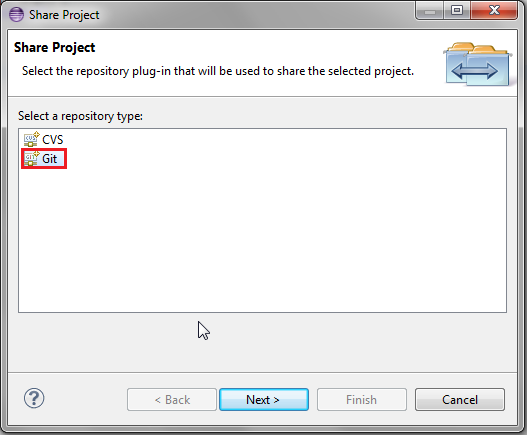 Share Project
Share Project
Select the repository plug-in that will be used to share the selected project.
Select a repository type:
CVS
Git
?
< Back
Next >
Finish
Cancel